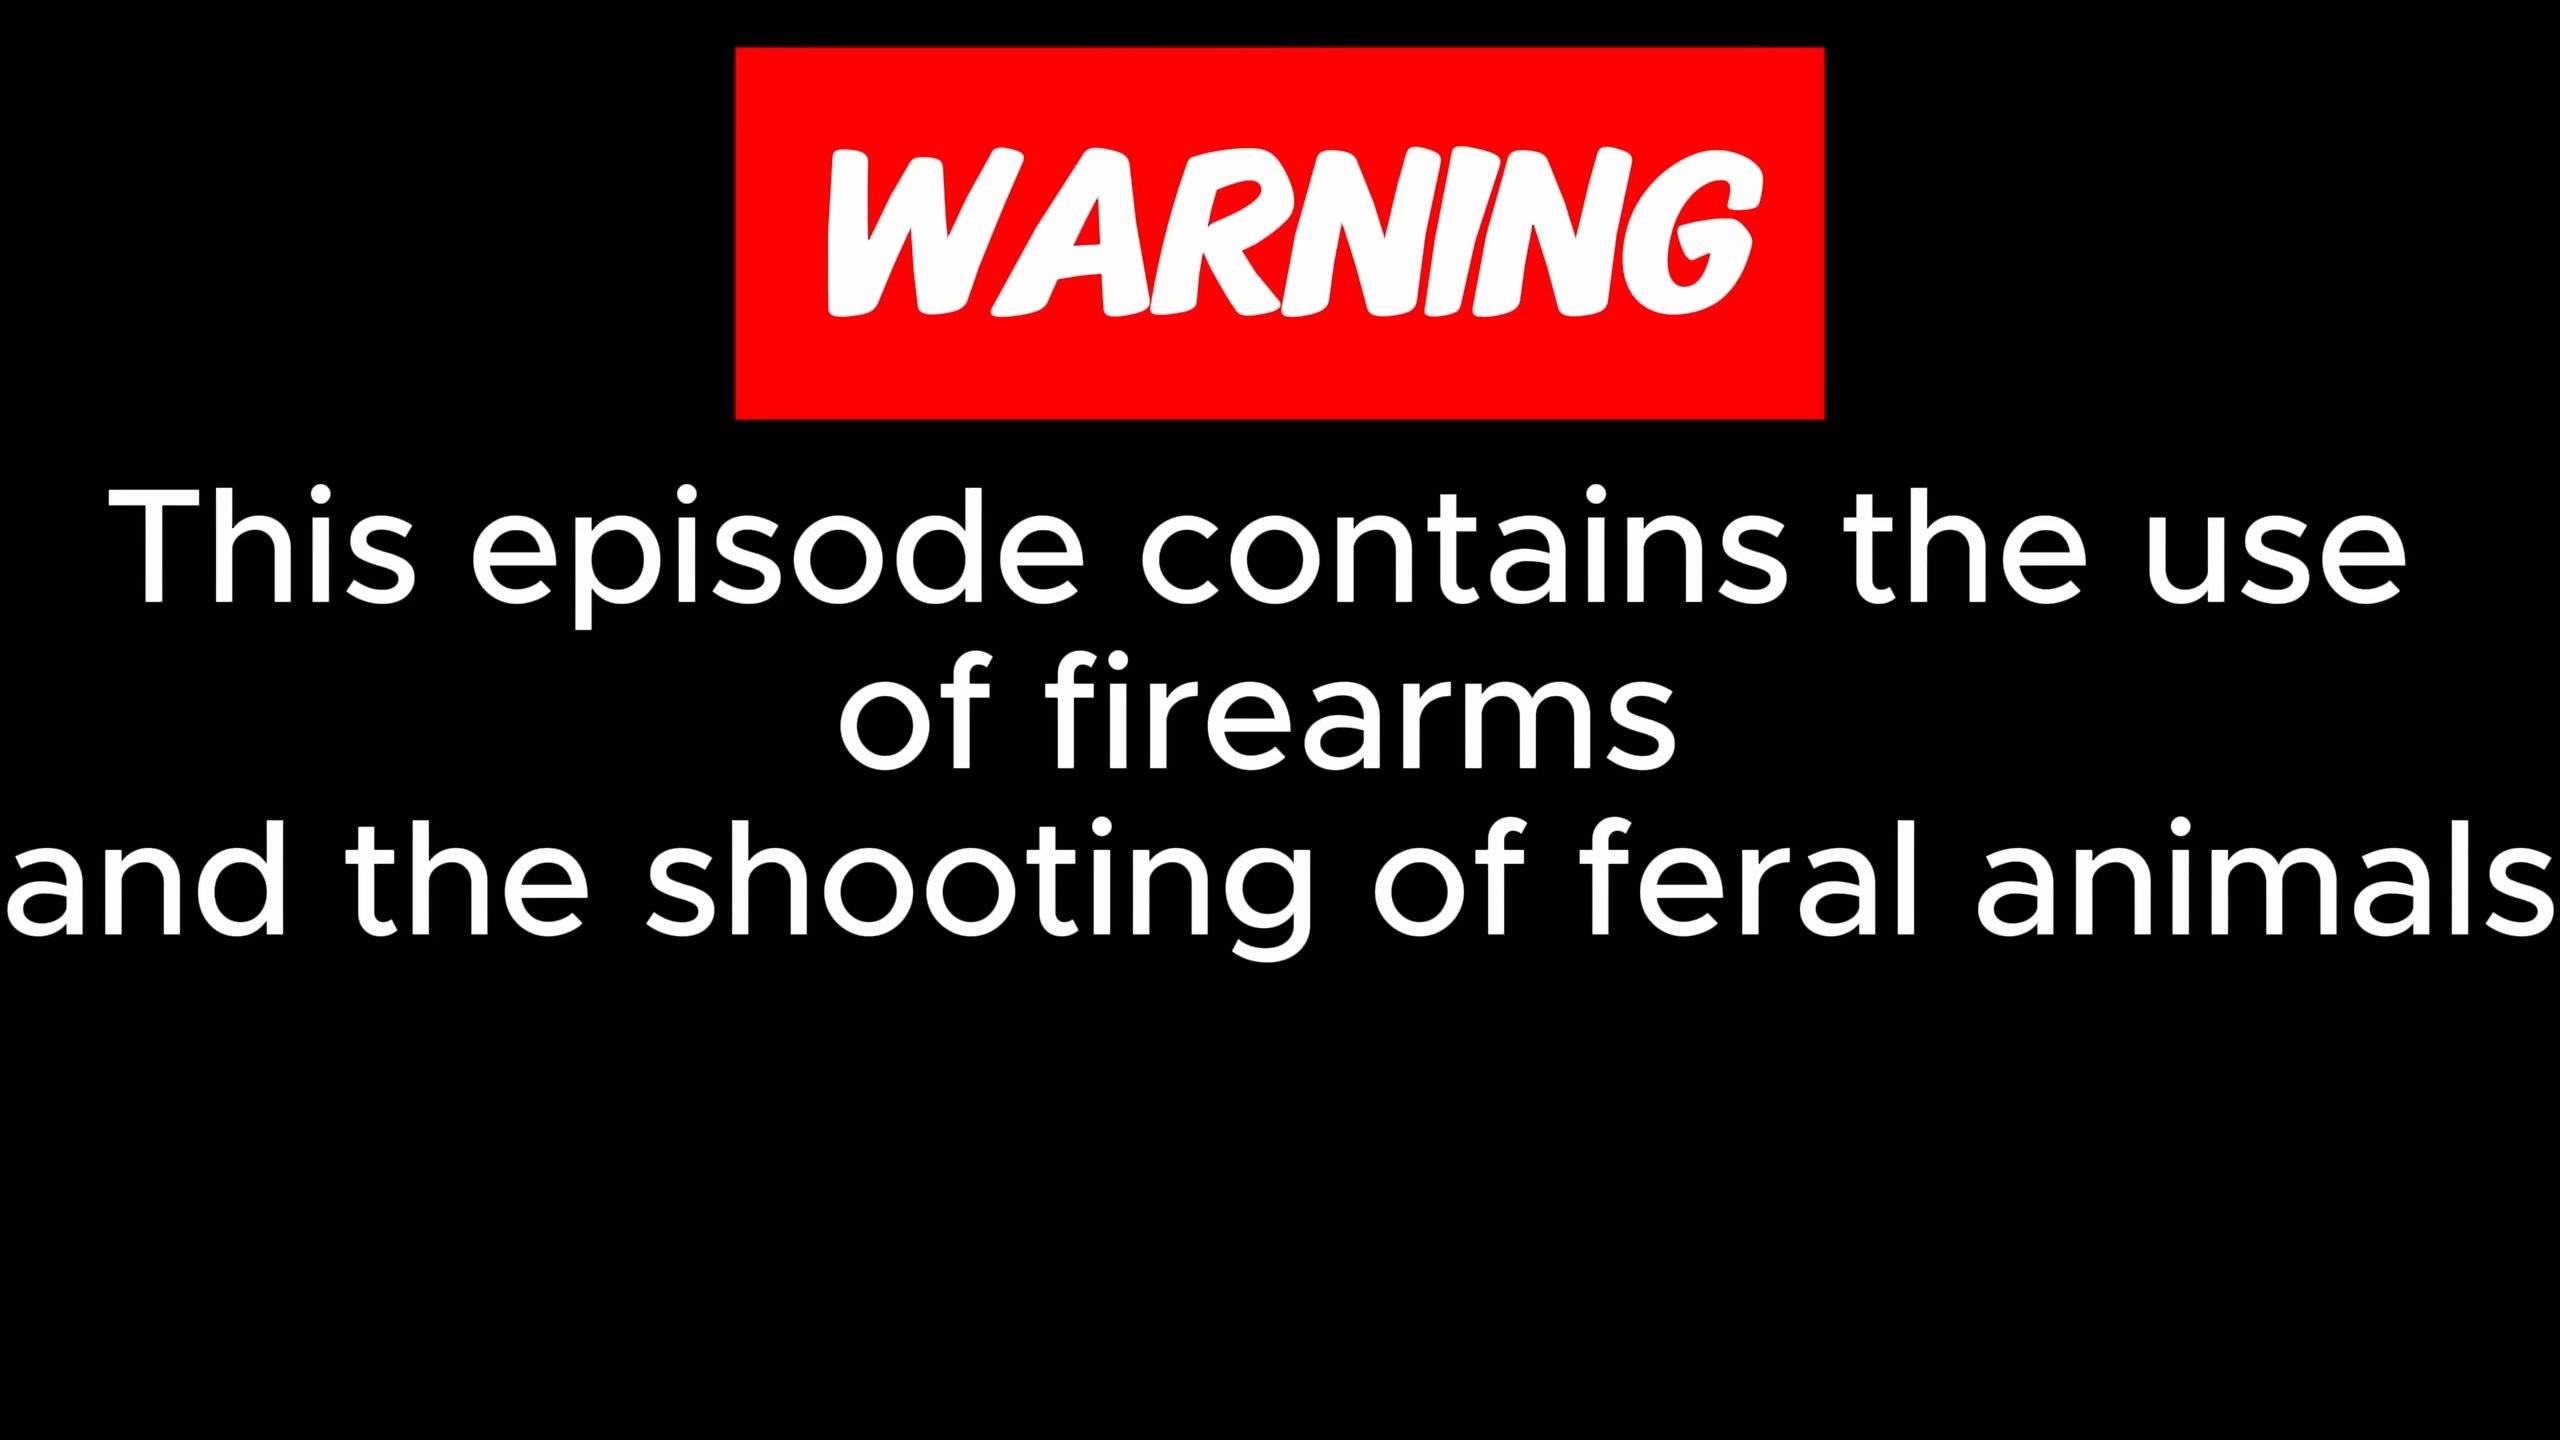 WARNING
This episode contains the use
of firearms
and the shooting of feral animals